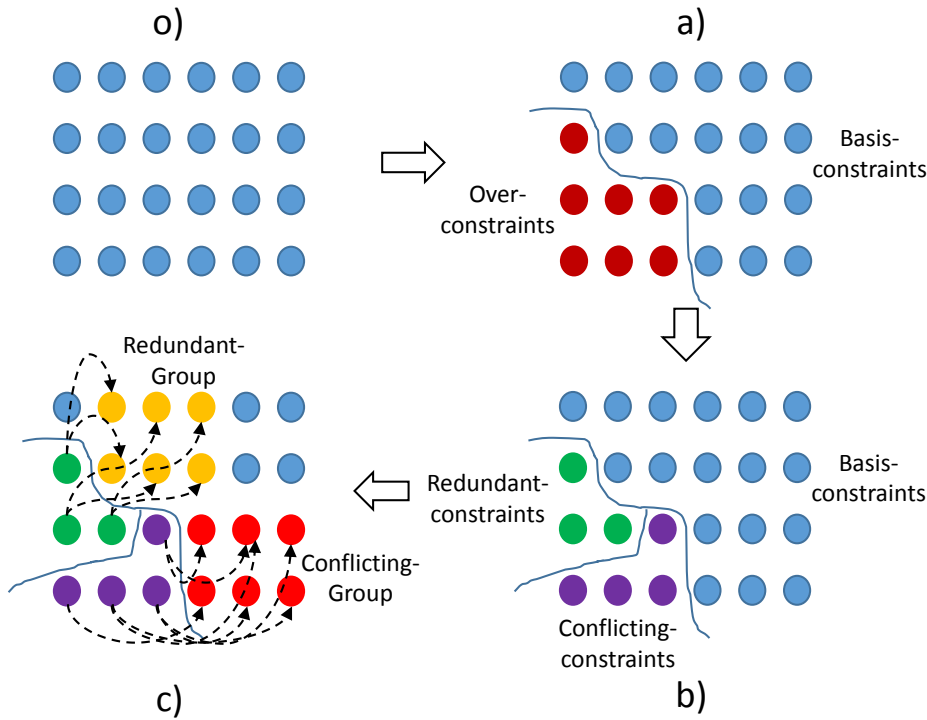 o)
a)
Basis-
constraints
Over-
constraints
Redundant-
Group
Redundant-
constraints
Basis-
constraints
Conflicting-
Group
Conflicting-
constraints
c)
b)